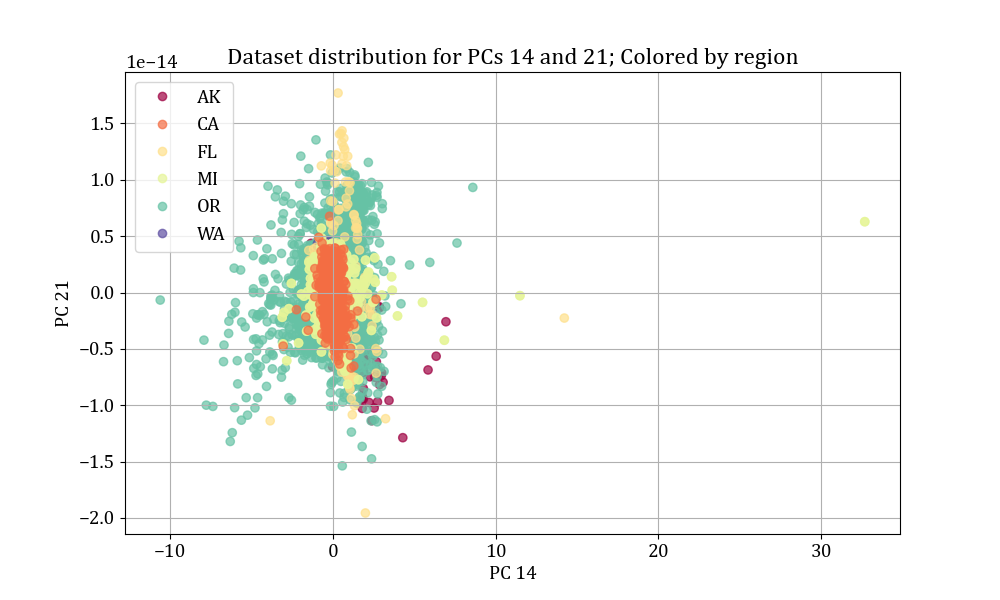 Dataset distribution for PCs 14 and 21; Colored by region
1e−14
AK
CA
FL
MI
OR
WA
1.5
1.0
0.5
0.0
−0.5
−1.0
−1.5
−2.0
PC 21
−10
0
10
20
30
PC 14